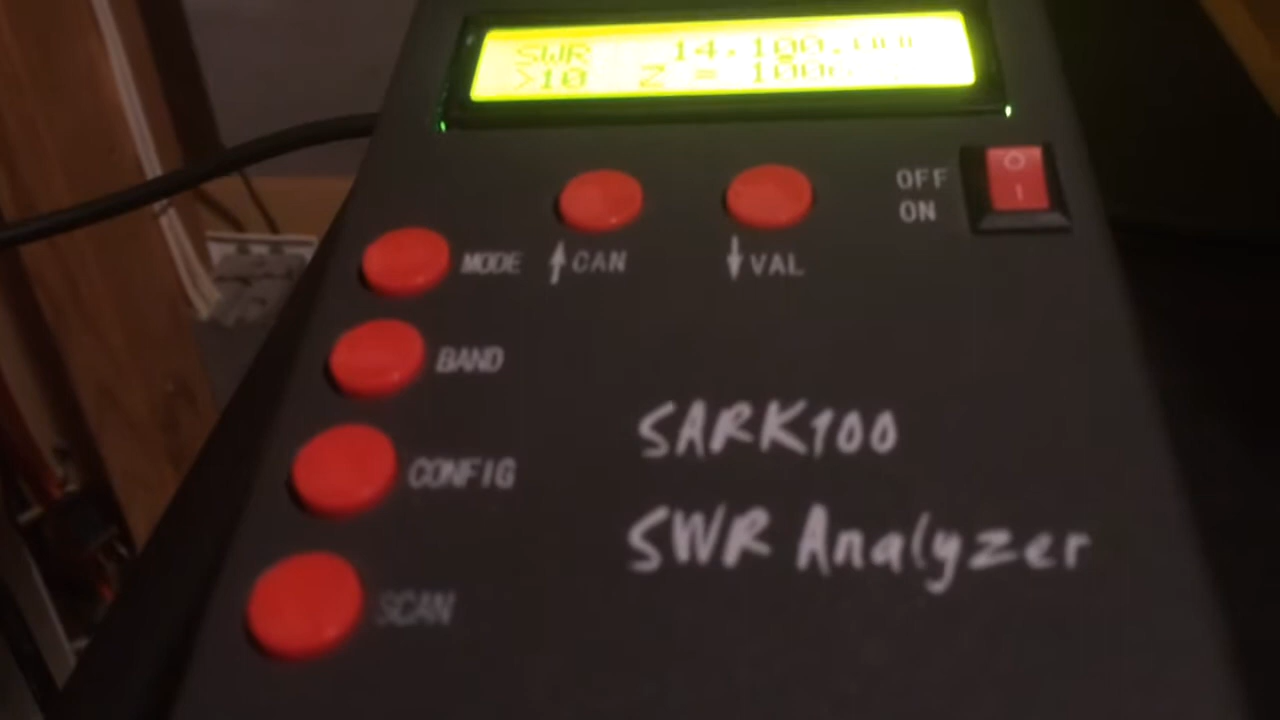 SWR 14.100.
>10 Z =
OFF
ON
MODE
↑CAN
↓VAL
BAND
CONFIG
SCAN
SARK100
SWR Analyzer